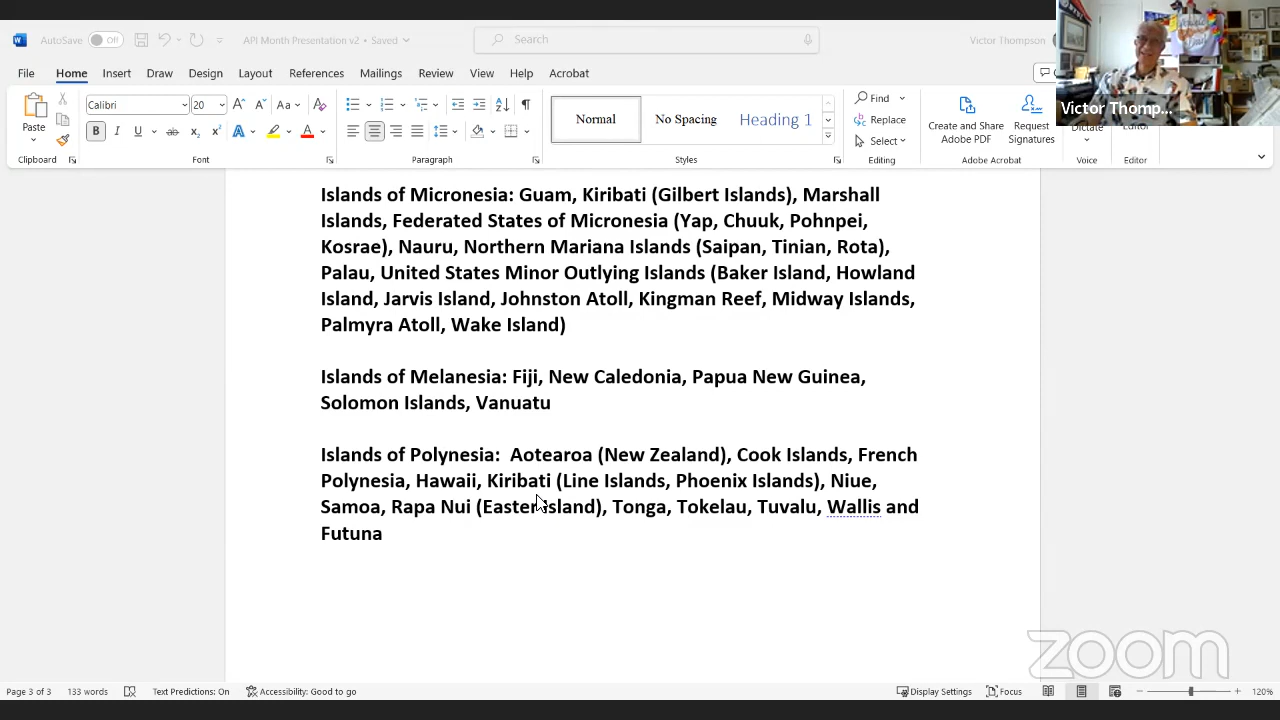 AutoSave
Off
API Month Presentation v2 • Saved
Search
Victor Thompson
File Home Insert Draw Design Layout References Mailings Review View Help Acrobat
Paste
Clipboard
Calibri
20
Aa
B I U ab x₂ x² A A
Font
Paragraph
Normal
No Spacing
Heading 1
Styles
Find
Replace
Select
Editing
Create and Share
Adobe PDF
Request
Signatures
Adobe Acrobat
Dictate
Voice
Editor
Editor
Victor Thomp...
Islands of Micronesia: Guam, Kiribati (Gilbert Islands), Marshall
Islands, Federated States of Micronesia (Yap, Chuuk, Pohnpei,
Kosrae), Nauru, Northern Mariana Islands (Saipan, Tinian, Rota),
Palau, United States Minor Outlying Islands (Baker Island, Howland
Island, Jarvis Island, Johnston Atoll, Kingman Reef, Midway Islands,
Palmyra Atoll, Wake Island)
Islands of Melanesia: Fiji, New Caledonia, Papua New Guinea,
Solomon Islands, Vanuatu
Islands of Polynesia:  Aotearoa (New Zealand), Cook Islands, French
Polynesia, Hawaii, Kiribati (Line Islands, Phoenix Islands), Niue,
Samoa, Rapa Nui (Easter Island), Tonga, Tokelau, Tuvalu, Wallis and
Futuna
zoom
Page 3 of 3
133 words
Text Predictions: On
Accessibility: Good to go
Display Settings
Focus
120%